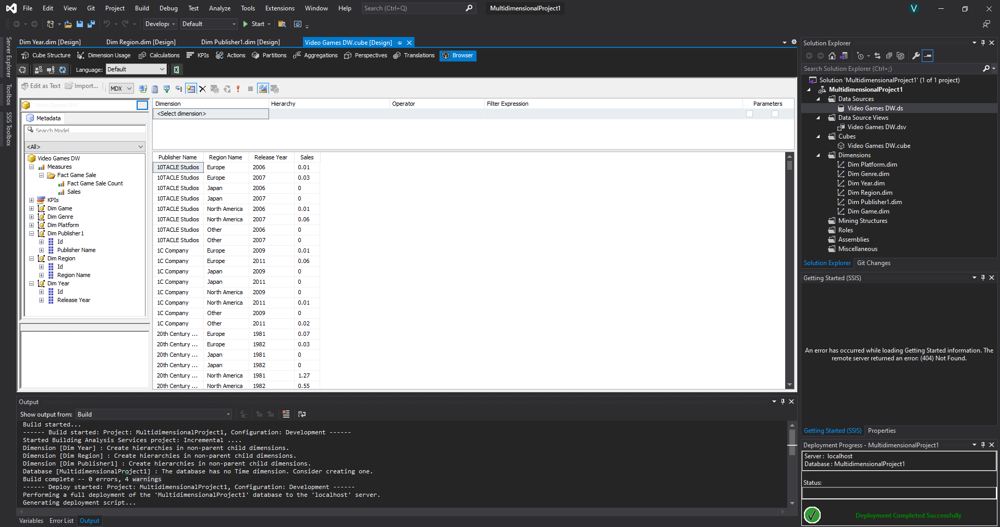 File Edit View Git Project Build Debug Test Analyze Tools Extensions Window Help Search (Ctrl+Q) MultidimensionalProject1 V
Default Start
Server Explorer
Toolbox
SSIS Toolbox
Dim Year.dim [Design] Dim Region.dim [Design] Dim Publisher1.dim [Design] Video Games DW.cube [Design]
Cube Structure Dimension Usage Calculations KPIs Actions Partitions Aggregations Perspectives Translations Browser
Language: Default
Edit as Text Import... MDX
Video Games DW
Metadata
Search Model
<All>
Video Games DW
Measures
Fact Game Sale
Fact Game Sale Count
Sales
KPIs
Dim Game
Dim Genre
Dim Platform
Dim Publisher1
Id
Publisher Name
Dim Region
Id
Region Name
Dim Year
Id
Release Year
Dimension Hierarchy Operator Filter Expression Parameters
<Select dimension>
Publisher Name Region Name Release Year Sales
10TACLE Studios Europe 2006 0.01
10TACLE Studios Europe 2007 0.03
10TACLE Studios Japan 2006 0
10TACLE Studios Japan 2007 0
10TACLE Studios North America 2006 0.01
10TACLE Studios North America 2007 0.06
10TACLE Studios Other 2006 0
10TACLE Studios Other 2007 0
1C Company Europe 2009 0.01
1C Company Europe 2011 0.06
1C Company Japan 2009 0
1C Company Japan 2011 0
1C Company North America 2009 0
1C Company North America 2011 0.01
1C Company Other 2009 0
1C Company Other 2011 0.02
20th Century ... Europe 1981 0.07
20th Century ... Europe 1982 0.03
20th Century ... Japan 1981 0
20th Century ... Japan 1982 0
20th Century ... North America 1981 1.27
20th Century ... North America 1982 0.55
Output
Show output from: Build
Build started...
------ Build started: Project: MultidimensionalProject1, Configuration: Development ------
Started Building Analysis Services project: Incremental ....
Dimension [Dim Year] : Create hierarchies in non-parent child dimensions.
Dimension [Dim Region] : Create hierarchies in non-parent child dimensions.
Dimension [Dim Publisher1] : Create hierarchies in non-parent child dimensions.
Database [MultidimensionalProject1] : The database has no Time dimension. Consider creating one.
Build complete -- 0 errors, 4 warnings
------ Deploy started: Project: MultidimensionalProject1, Configuration: Development ------
Performing a full deployment of the 'MultidimensionalProject1' database to the 'localhost' server.
Generating deployment script...
Variables Error List Output
Solution Explorer
Search Solution Explorer (Ctrl+;)
Solution 'MultidimensionalProject1' (1 of 1 project)
MultidimensionalProject1
Data Sources
Video Games DW.ds
Data Source Views
Video Games DW.dsv
Cubes
Video Games DW.cube
Dimensions
Dim Platform.dim
Dim Genre.dim
Dim Year.dim
Dim Region.dim
Dim Publisher1.dim
Dim Game.dim
Mining Structures
Roles
Assemblies
Miscellaneous
Solution Explorer Git Changes
Getting Started (SSIS)
An error has occurred while loading Getting Started information. The
remote server returned an error: (404) Not Found.
Getting Started (SSIS) Properties
Deployment Progress - MultidimensionalProject1
Server : localhost
Database : MultidimensionalProject1
Status:
Deployment Completed Successfully